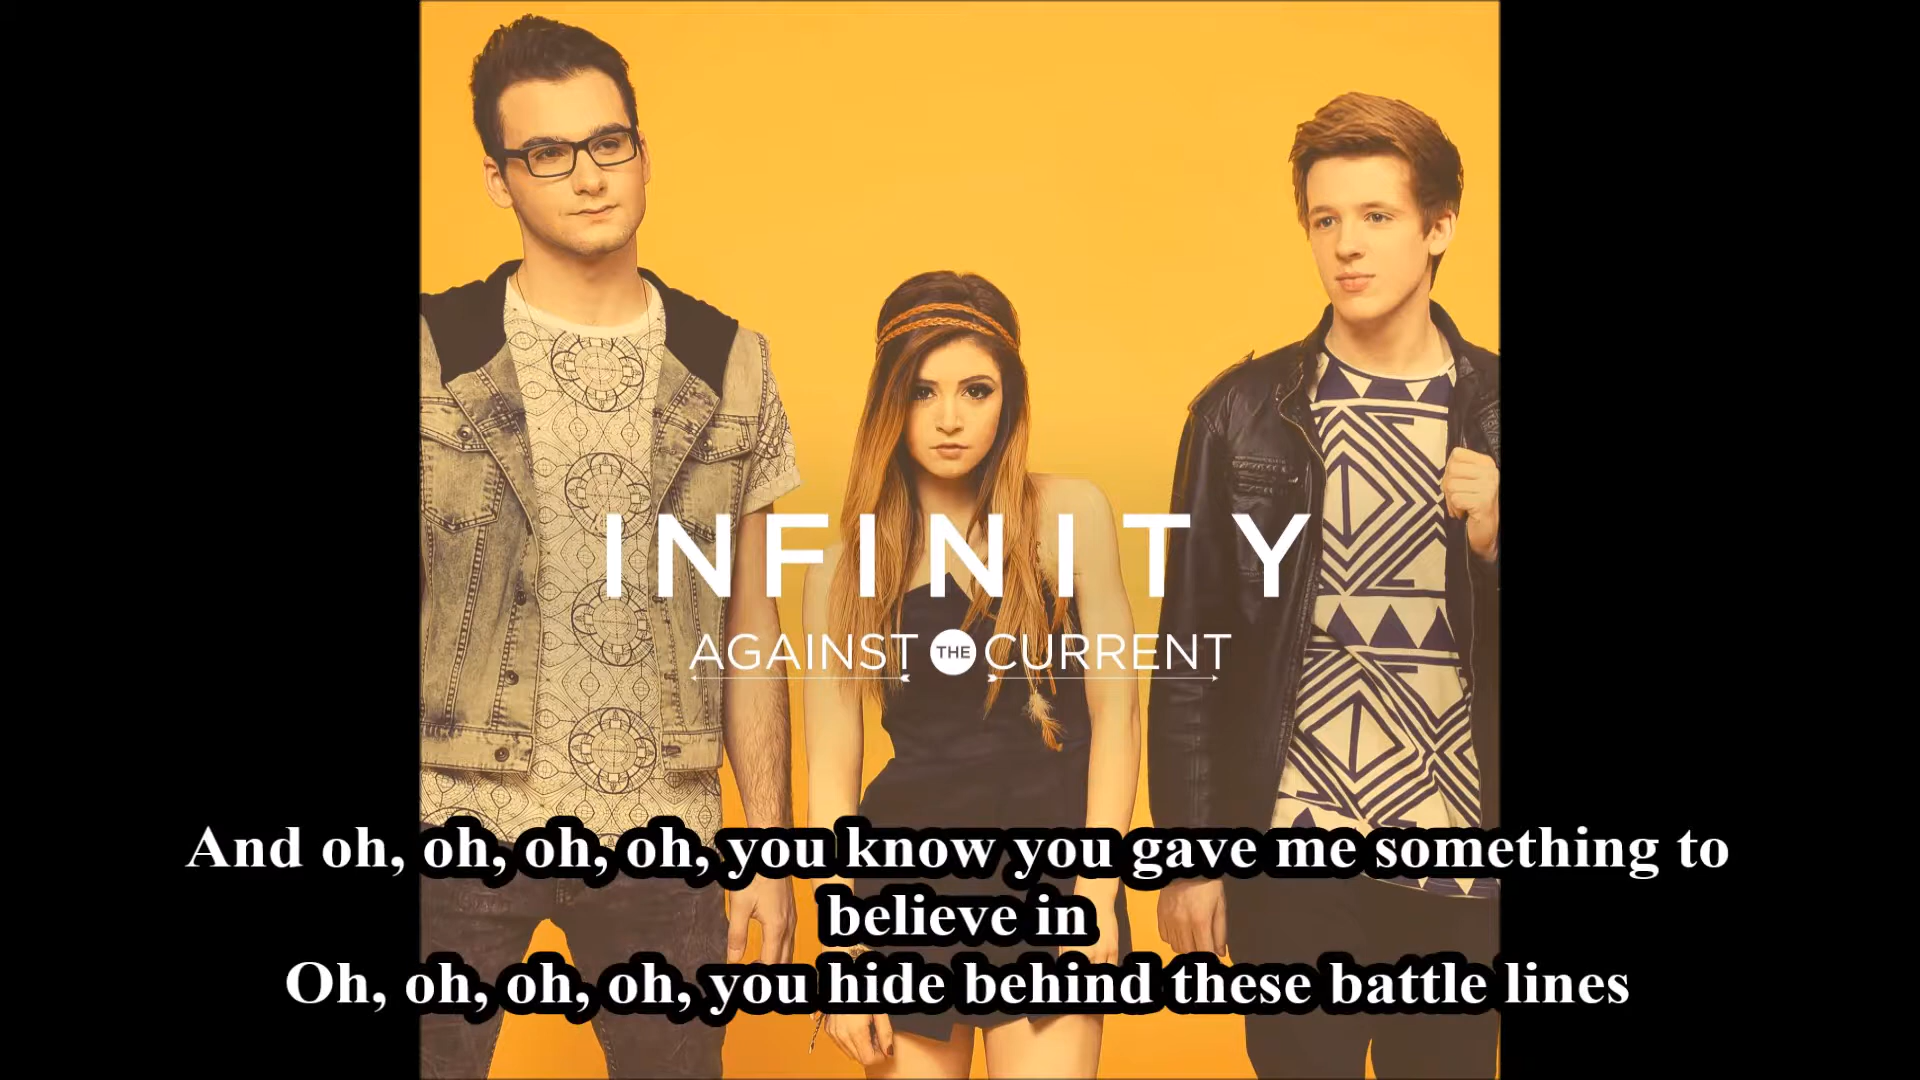 INFINITY
AGAINST THE CURRENT
And oh, oh, oh, oh, you know you gave me something to
believe in
Oh, oh, oh, oh, you hide behind these battle lines